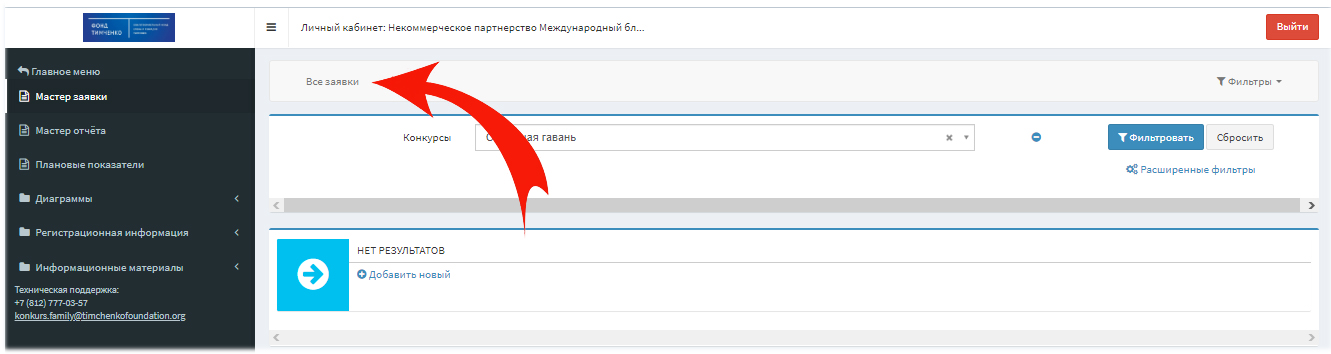 ФОНД
ТИМЧЕНКО
Личный кабинет: Некоммерческое партнерство Международный бл...
Выйти
Главное меню
Мастер заявки
Мастер отчёта
Плановые показатели
Диаграммы
Регистрационная информация
Информационные материалы
Техническая поддержка:
+7 (812) 777-03-57
konkurs.family@timchenkofoundation.org
Все заявки
Фильтры
Конкурсы
гавань
Фильтровать
Сбросить
Расширенные фильтры
НЕТ РЕЗУЛЬТАТОВ
Добавить новый